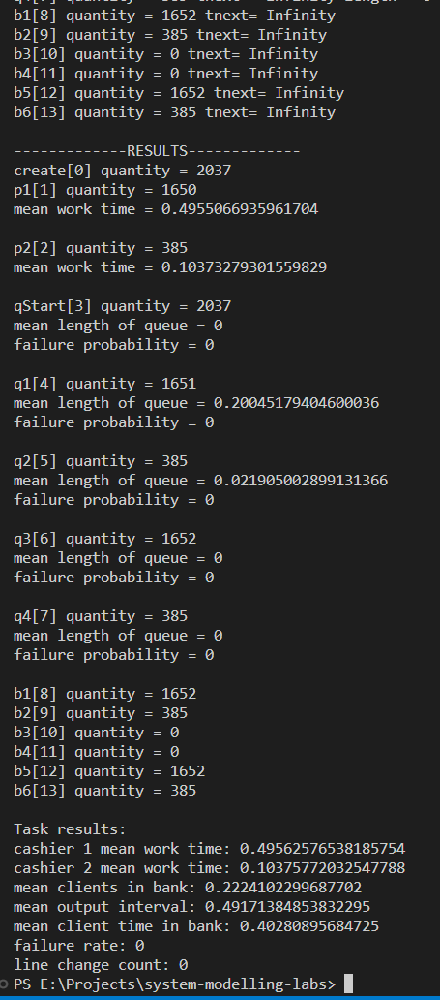 b1[8] quantity = 1652 tnext= Infinity
b2[9] quantity = 385 tnext= Infinity
b3[10] quantity = 0 tnext= Infinity
b4[11] quantity = 0 tnext= Infinity
b5[12] quantity = 1652 tnext= Infinity
b6[13] quantity = 385 tnext= Infinity
-------------RESULTS-------------
create[0] quantity = 2037
p1[1] quantity = 1650
mean work time = 0.4955066935961704
p2[2] quantity = 385
mean work time = 0.10373279301559829
qStart[3] quantity = 2037
mean length of queue = 0
failure probability = 0
q1[4] quantity = 1651
mean length of queue = 0.20045179404600036
failure probability = 0
q2[5] quantity = 385
mean length of queue = 0.021905002899131366
failure probability = 0
q3[6] quantity = 1652
mean length of queue = 0
failure probability = 0
q4[7] quantity = 385
mean length of queue = 0
failure probability = 0
b1[8] quantity = 1652
b2[9] quantity = 385
b3[10] quantity = 0
b4[11] quantity = 0
b5[12] quantity = 1652
b6[13] quantity = 385
Task results:
cashier 1 mean work time: 0.49562576538185754
cashier 2 mean work time: 0.10375772032547788
mean clients in bank: 0.2224102299687702
mean output interval: 0.49171384853832295
mean client time in bank: 0.40280895684725
failure rate: 0
line change count: 0
PS E:\Projects\system-modelling-labs>